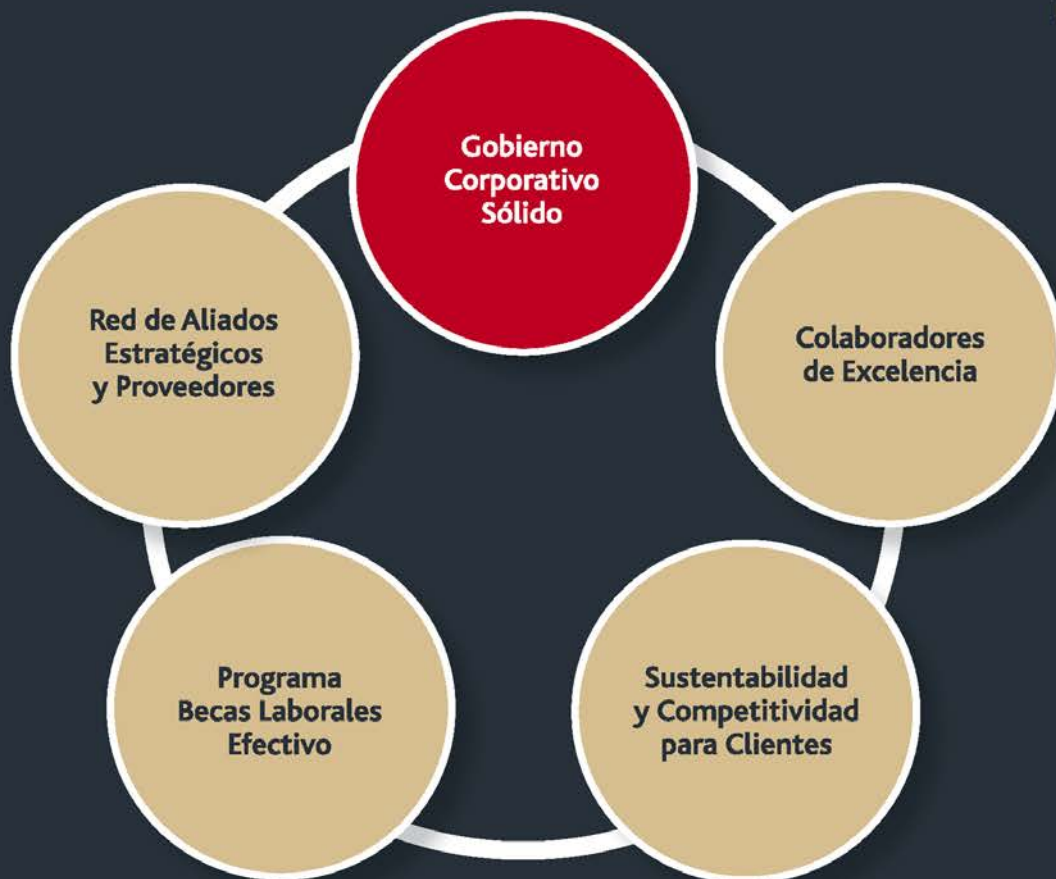 Gobierno
Corporativo
Sólido
Red de Aliados
Estratégicos
y Proveedores
Colaboradores
de Excelencia
Programa
Becas Laborales
Efectivo
Sustentabilidad
y Competitividad
para Clientes